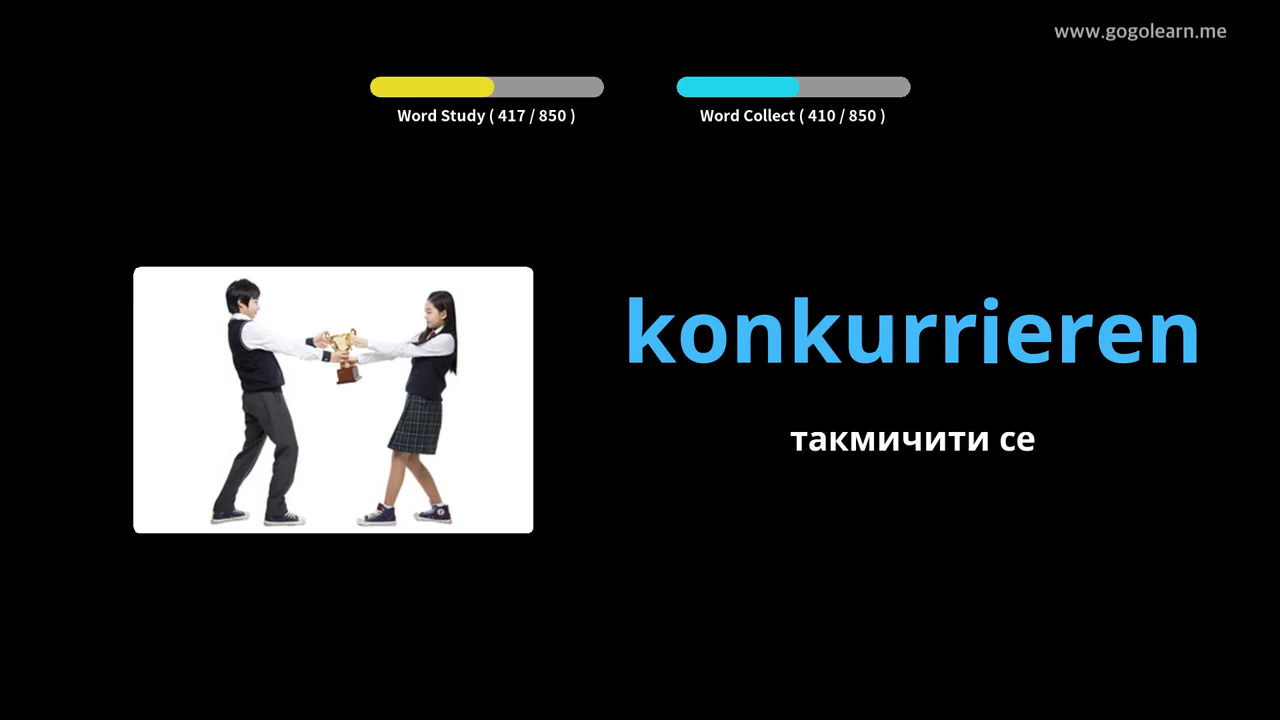 www.gogolearn.me
Word Study ( 417 / 850 )
Word Collect ( 410 / 850 )
konkurrieren
такмичити се